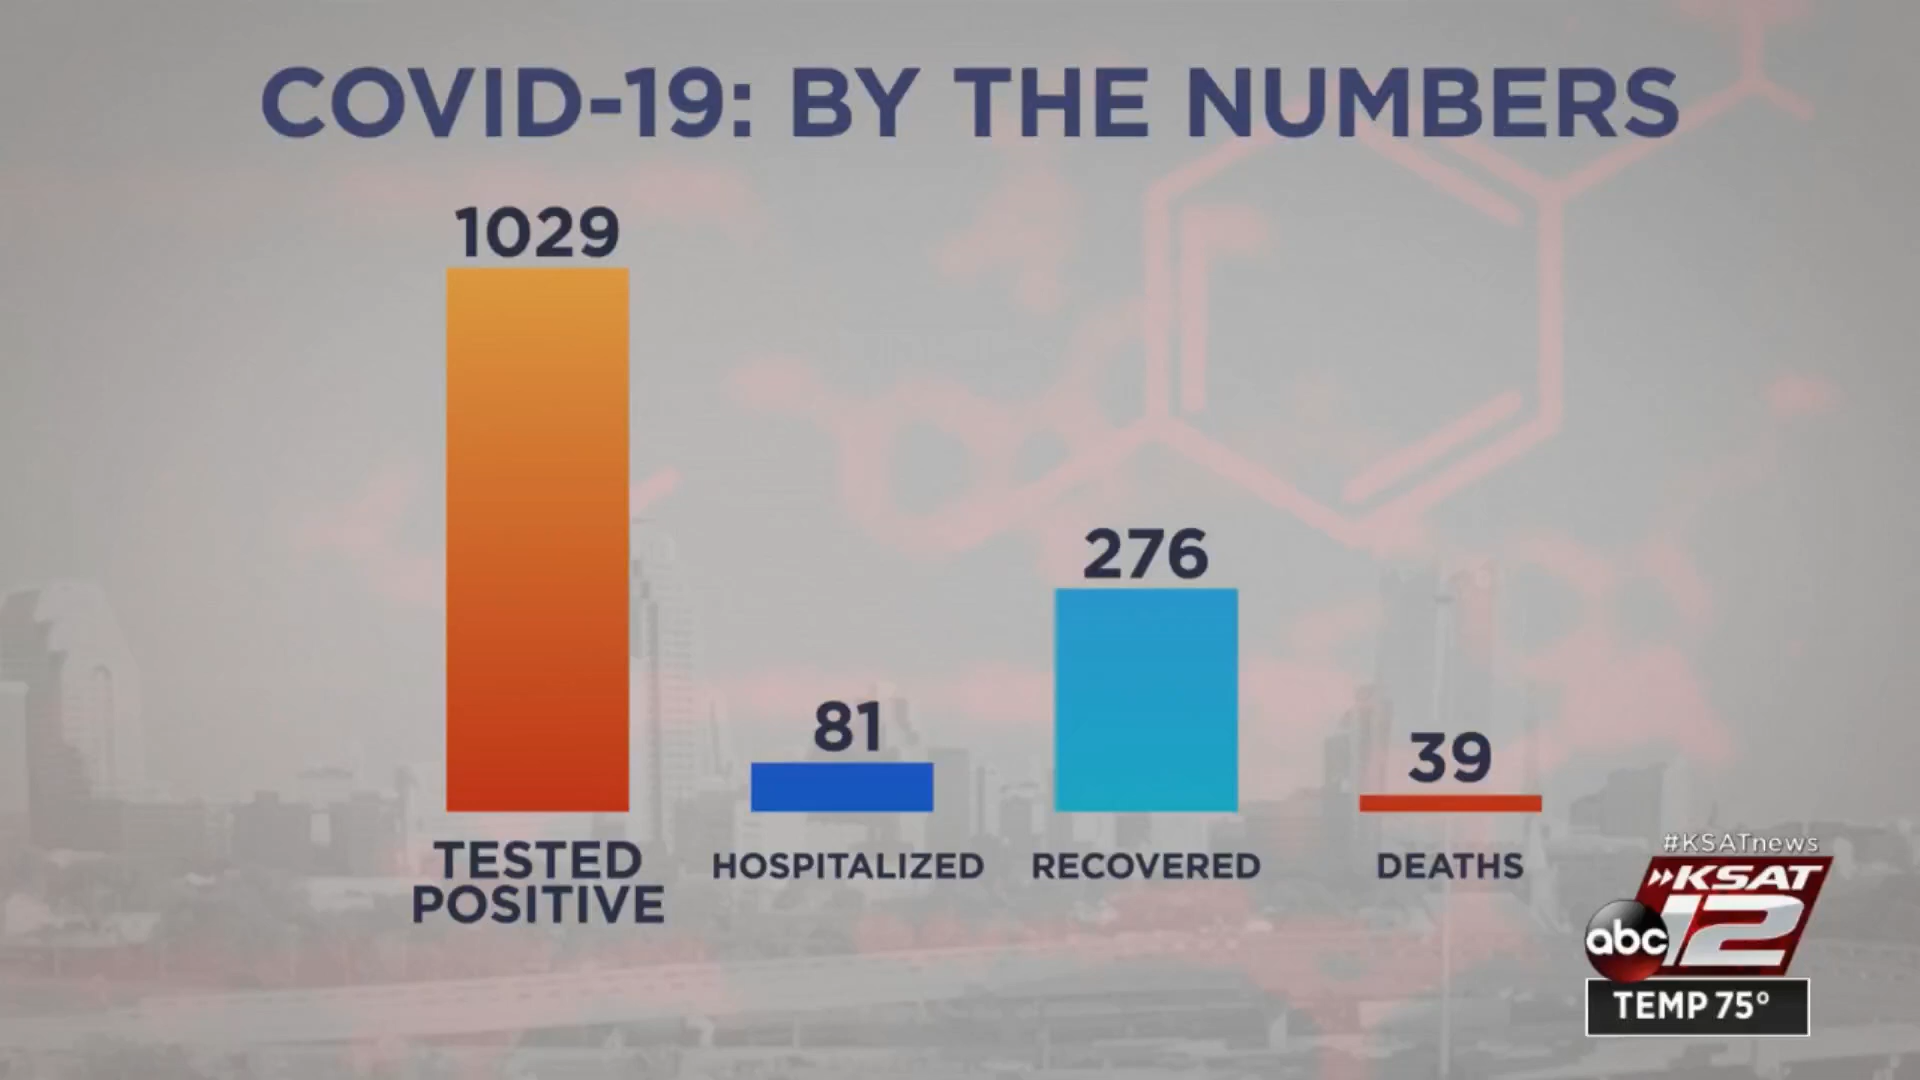 COVID-19: BY THE NUMBERS
1029
276
81
39
TESTED
POSITIVE
HOSPITALIZED
RECOVERED
DEATHS
#KSATnews
»KSAT
abc 12
TEMP 75°